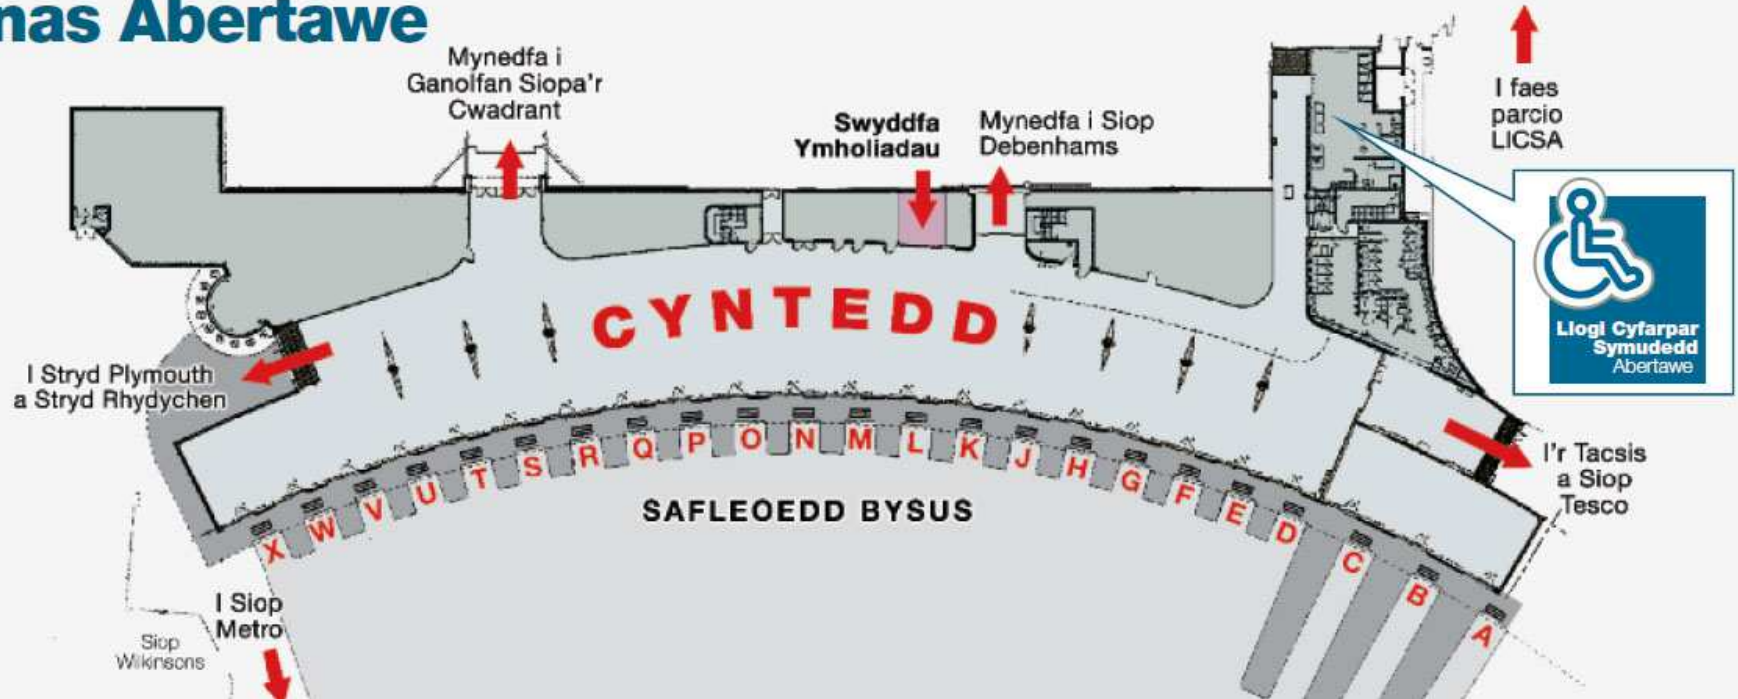 nas Abertawe
Mynedfa i
Ganolfan Siopa'r
Cwadrant
Swyddfa
Ymholiadau
Mynedfa i Siop
Debenhams
I faes
parcio
LICSA
Llogi Cyfarpar
Symudedd
Abertawe
CYNTEDD
I Stryd Plymouth
a Stryd Rhydychen
I'r Tacsis
a Siop
Tesco
X W V U T S R Q P O N M L K J H G F E D C B A
SAFLEOEDD BYSUS
I Siop
Metro
Siop
Wilkinsons